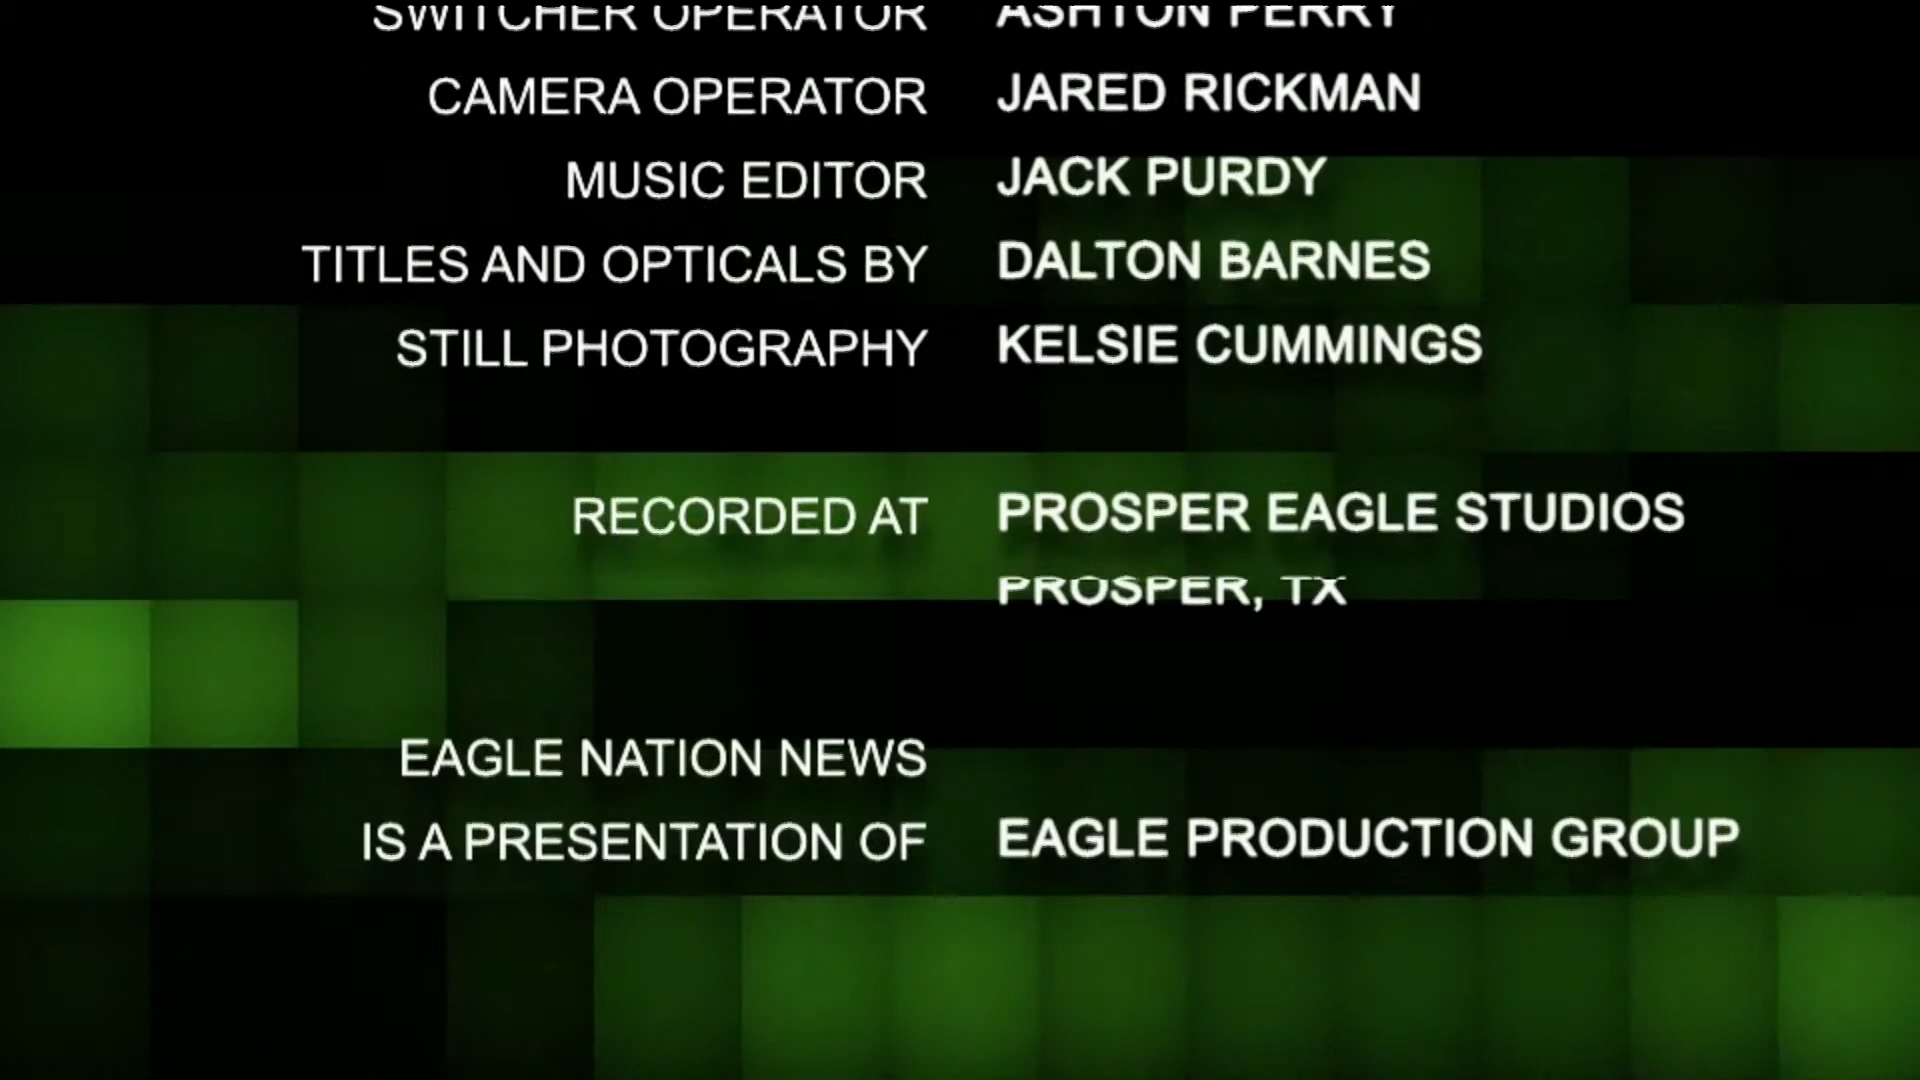 SWITCHER OPERATOR ASHTON PERRY
CAMERA OPERATOR JARED RICKMAN
MUSIC EDITOR JACK PURDY
TITLES AND OPTICALS BY DALTON BARNES
STILL PHOTOGRAPHY KELSIE CUMMINGS
RECORDED AT PROSPER EAGLE STUDIOS
PROSPER, TX
EAGLE NATION NEWS
IS A PRESENTATION OF EAGLE PRODUCTION GROUP